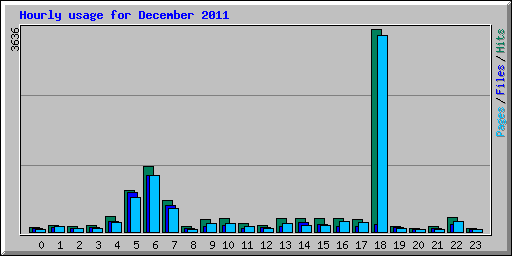 Hourly usage for December 2011
3636
Pages/Files/Hits
0 1 2 3 4 5 6 7 8 9 10 11 12 13 14 15 16 17 18 19 20 21 22 23